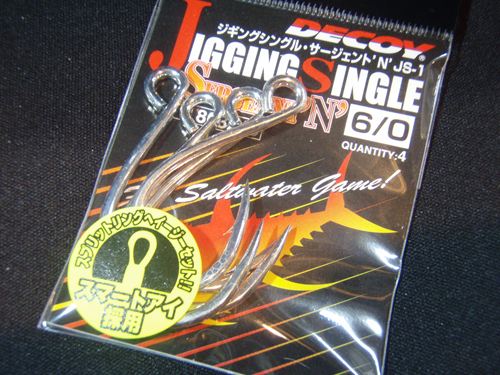 DECOY
ジギングシングル・サージェント'N' JS-1
JIGGING SINGLE
6/0
QUANTITY:4
Saltwater Game!
スプリットリングヘイージーセット!!
スマートアイ
採用